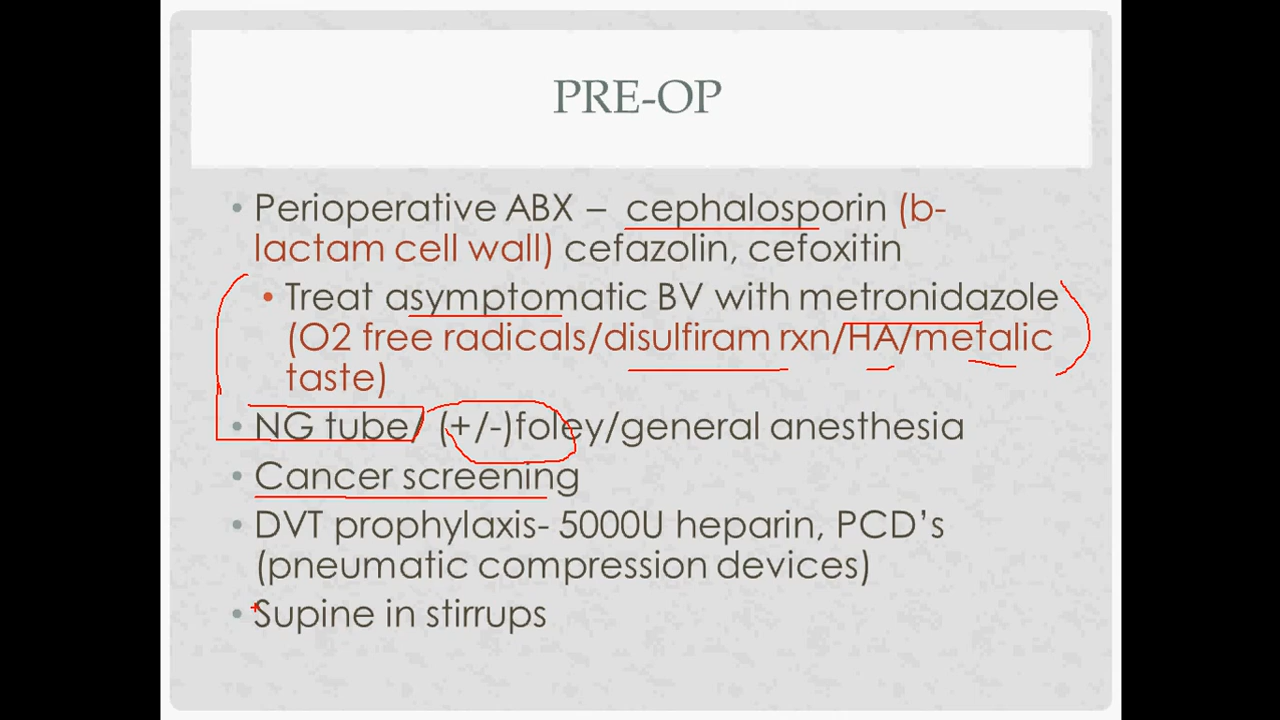 PRE-OP
• Perioperative ABX – cephalosporin (b-
lactam cell wall) cefazolin, cefoxitin
• Treat asymptomatic BV with metronidazole
(O2 free radicals/disulfiram rxn/HA/metalic
taste)
• NG tube/ (+/-)foley/general anesthesia
• Cancer screening
• DVT prophylaxis- 5000U heparin, PCD's
(pneumatic compression devices)
• Supine in stirrups